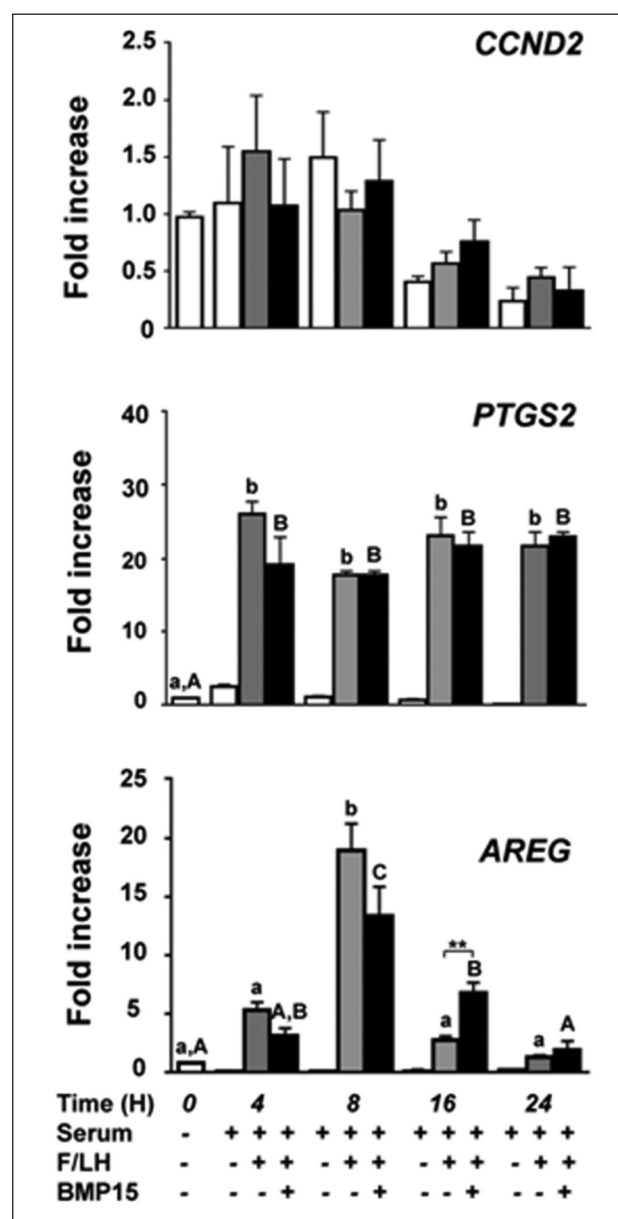 CCND2
Fold increase
2.5
2.0
1.5
1.0
0.5
0
PTGS2
Fold increase
40
30
20
10
0
a,A
b
B
b
B
b
B
b
B
AREG
Fold increase
25
20
15
10
5
0
a,A
a
A,B
b
C
**
a
B
a
A
Time (H) 0 4 8 16 24
Serum - + + + + + + + + + + + +
F/LH - - + + - + + - + + - + +
BMP15 - - - + - - + - - + - - +